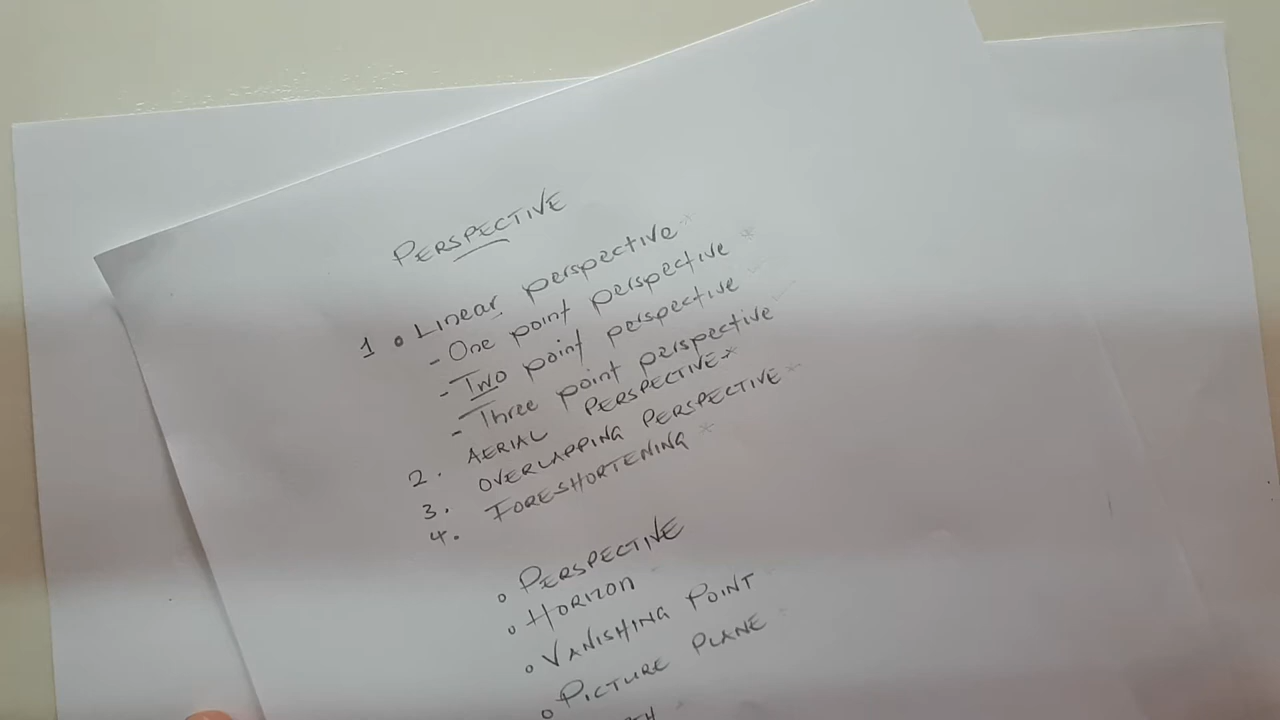 PERSPECTIVE
1 • Linear perspective *
- One point perspective *
- Two point perspective
- Three point perspective
2. AERIAL PERSPECTIVE *
3. OVERLAPPING PERSPECTIVE *
4. FORESHORTENING *
• PERSPECTIVE
• HORIZON
• VANISHING POINT
• PICTURE PLANE